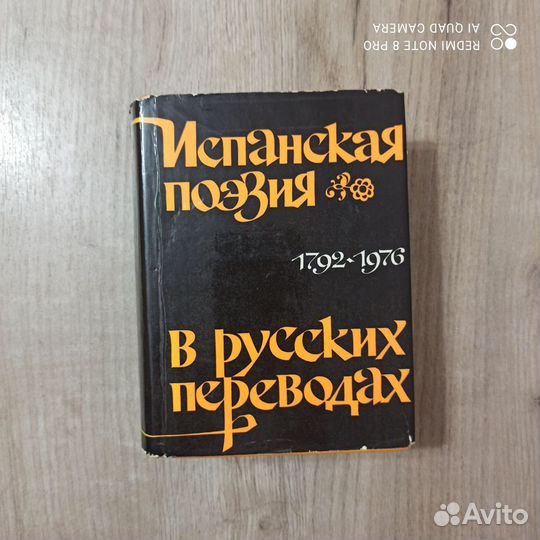 REDMI NOTE 8 PRO
AI QUAD CAMERA
Испанская
поэзия
1792-1976
в русских
переводах
Avito